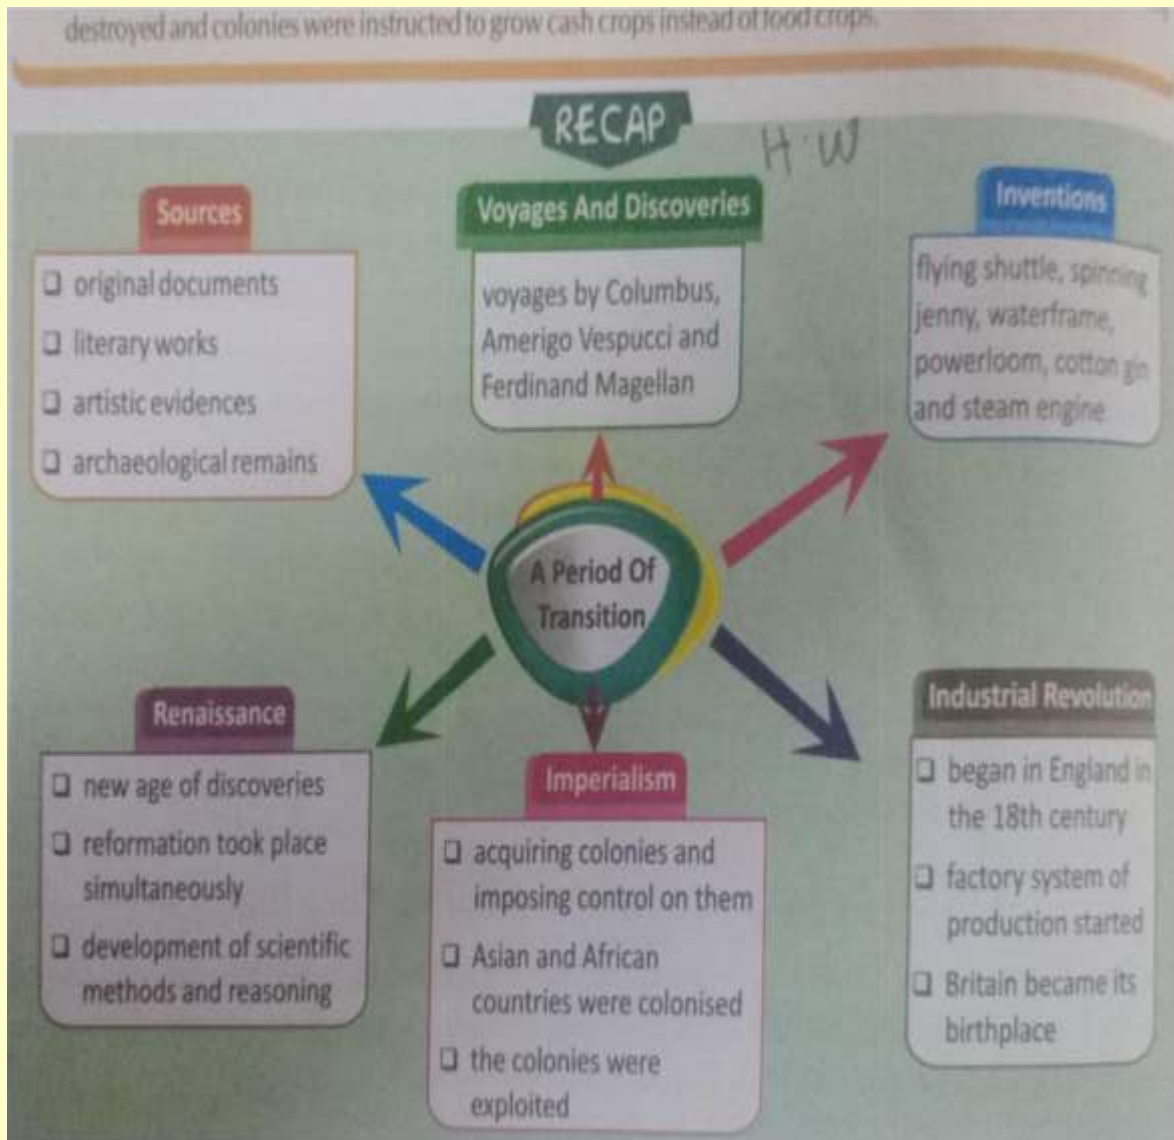 destroyed and colonies were instructed to grow cash crops instead of food crops.
RECAP
H.W
Sources
❑ original documents
❑ literary works
❑ artistic evidences
❑ archaeological remains
Voyages And Discoveries
voyages by Columbus,
Amerigo Vespucci and
Ferdinand Magellan
Inventions
flying shuttle, spinning
jenny, waterframe,
powerloom, cotton gin
and steam engine
A Period Of
Transition
Renaissance
❑ new age of discoveries
❑ reformation took place
simultaneously
❑ development of scientific
methods and reasoning
Imperialism
❑ acquiring colonies and
imposing control on them
❑ Asian and African
countries were colonised
❑ the colonies were
exploited
Industrial Revolution
❑ began in England in
the 18th century
❑ factory system of
production started
❑ Britain became its
birthplace